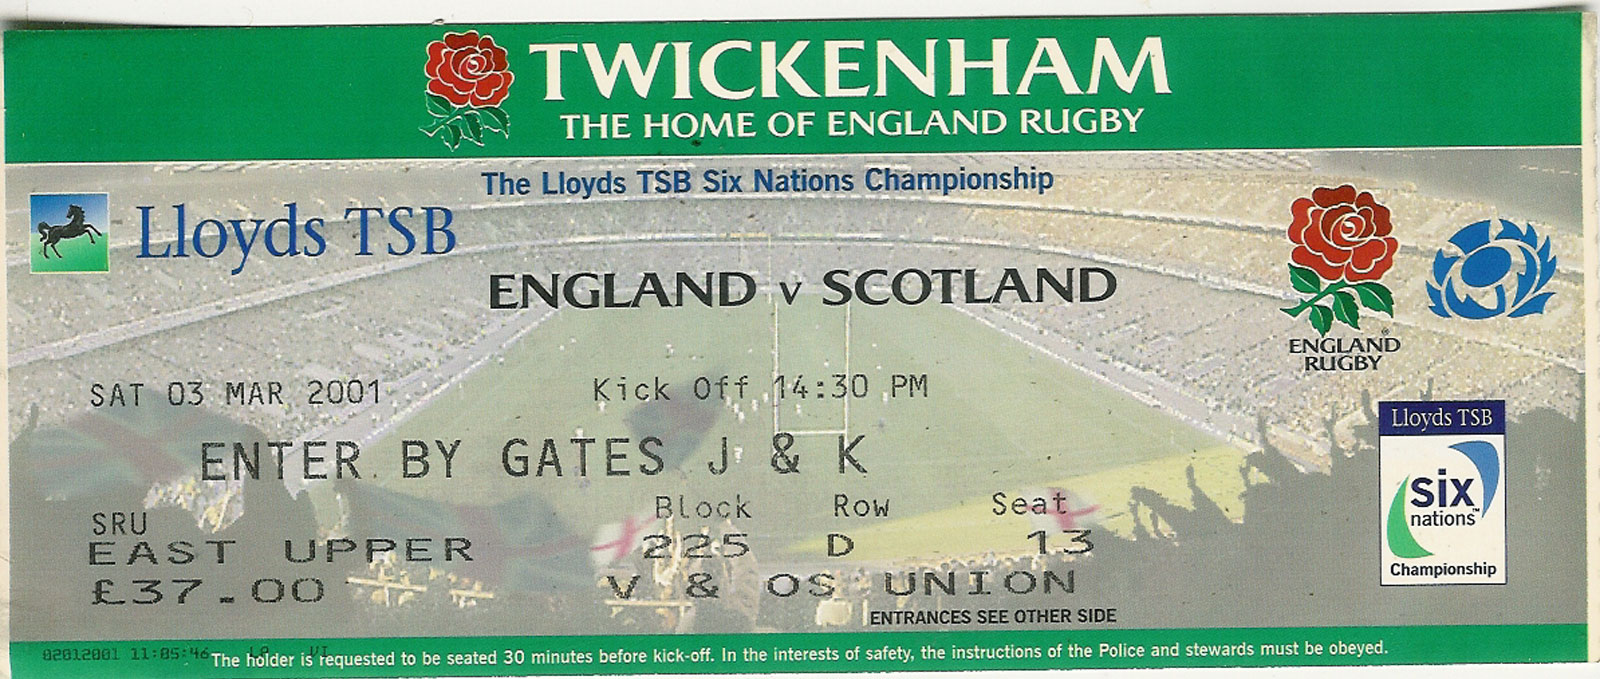 TWICKENHAM
THE HOME OF ENGLAND RUGBY
The Lloyds TSB Six Nations Championship
Lloyds TSB
ENGLAND v SCOTLAND
ENGLAND RUGBY
SAT 03 MAR 2001 Kick Off 14:30 PM
ENTER BY GATES J & K
Lloyds TSB
six
nations™
Championship
Block Row Seat
SRU
EAST UPPER 225 D 13
£37.00 V & OS UNION
ENTRANCES SEE OTHER SIDE
02012001 11:05:46
The holder is requested to be seated 30 minutes before kick-off. In the interests of safety, the instructions of the Police and stewards must be obeyed.